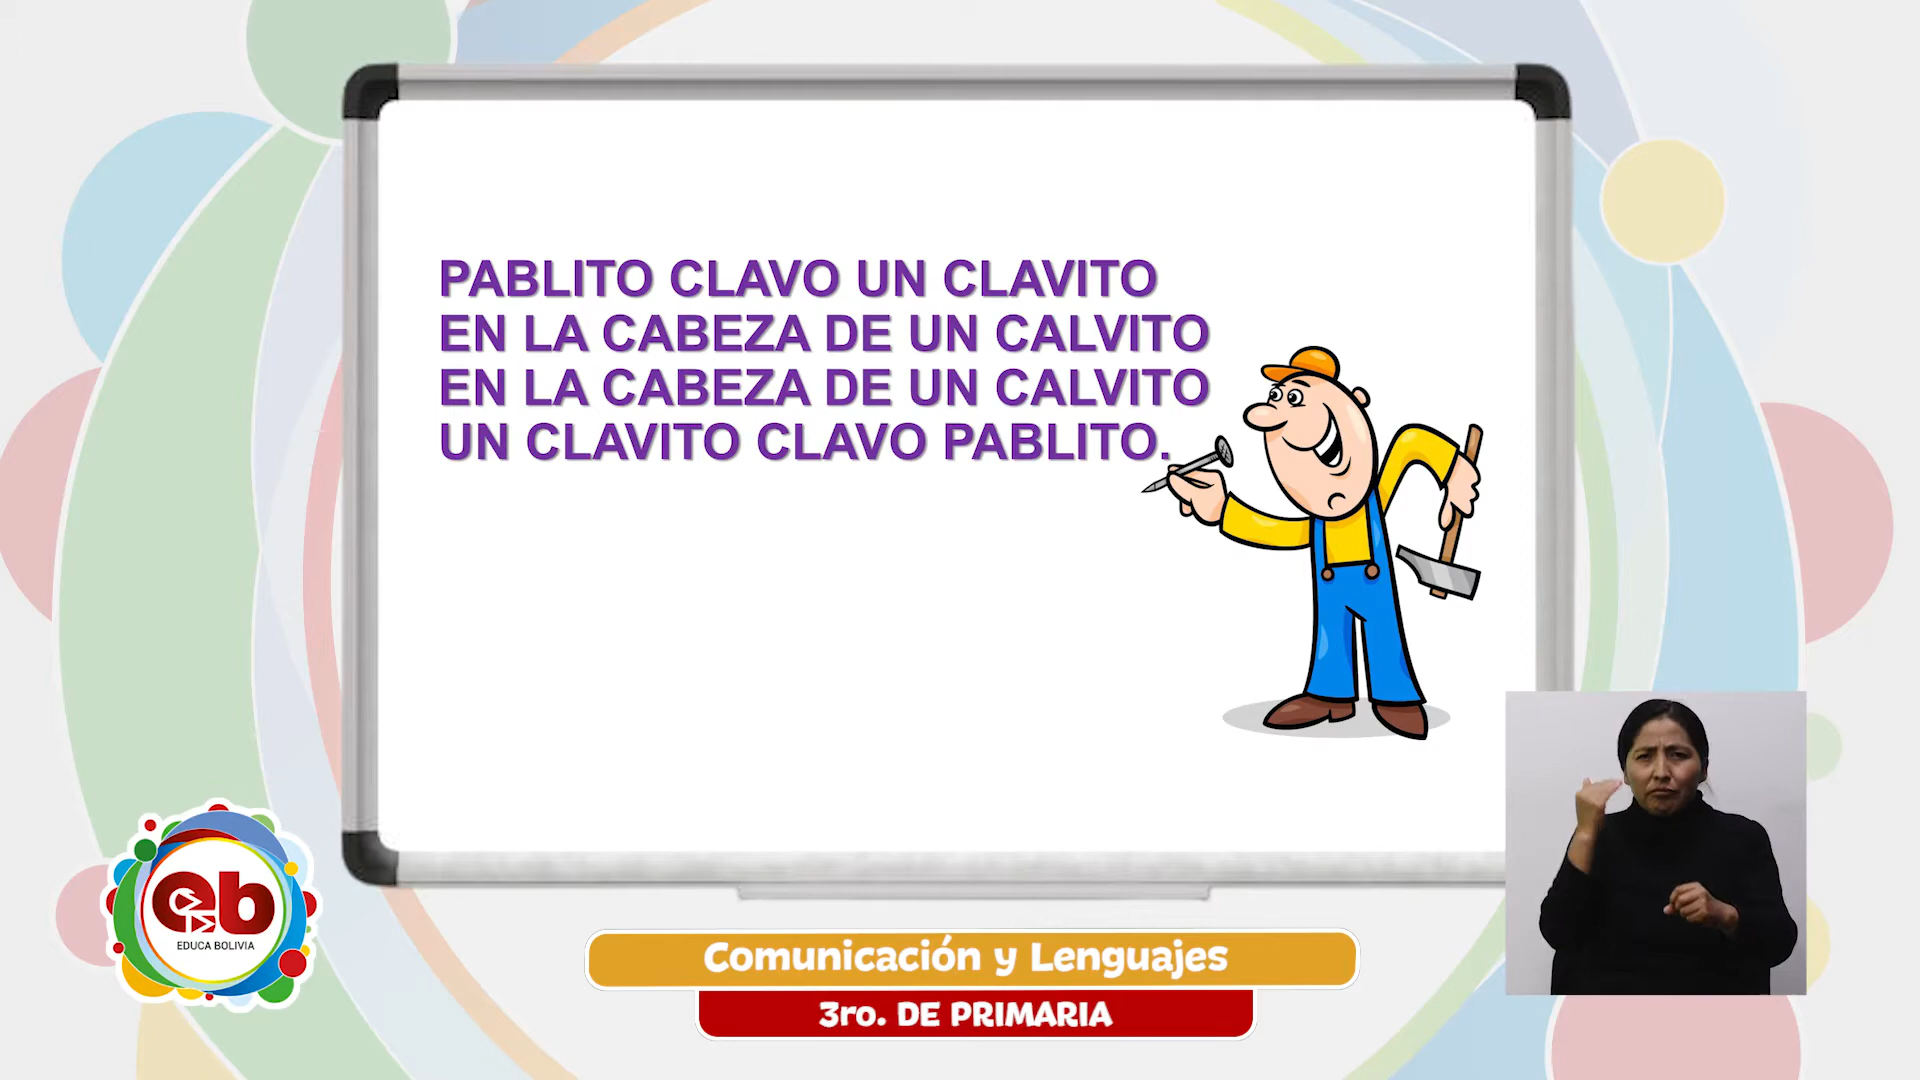 PABLITO CLAVO UN CLAVITO
EN LA CABEZA DE UN CALVITO
EN LA CABEZA DE UN CALVITO
UN CLAVITO CLAVO PABLITO.
eb
EDUCA BOLIVIA
Comunicación y Lenguajes
3ro. DE PRIMARIA